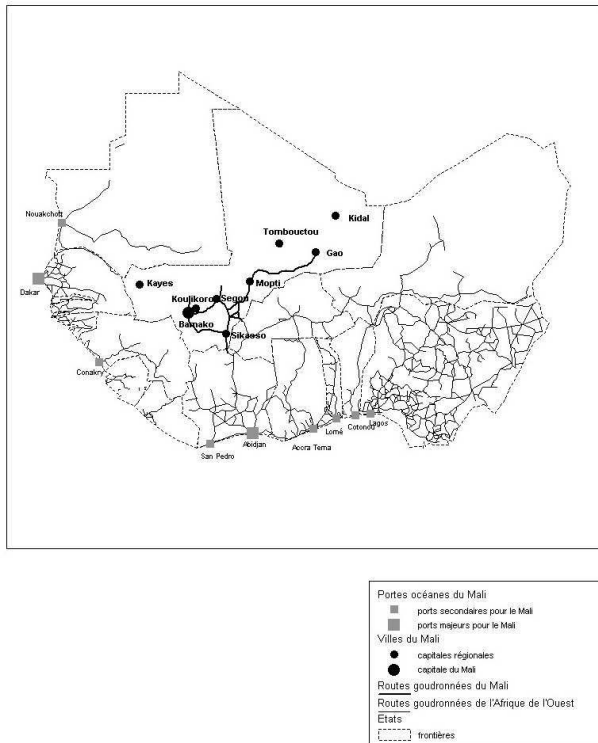 Nouakchott
Kidal
Tombouctou
Gao
Dakar
Kayes
Mopti
Koulikoro
Segou
Bamako
Sikasso
Conakry
San Pedro
Abidjan
Accra Tema
Lomé
Cotonou
Lagos
Portes océanes du Mali
ports secondaires pour le Mali
ports majeurs pour le Mali
Villes du Mali
capitales régionales
capitale du Mali
Routes goudronnées du Mali
Routes goudronnées de l'Afrique de l'Ouest
Etats
frontières